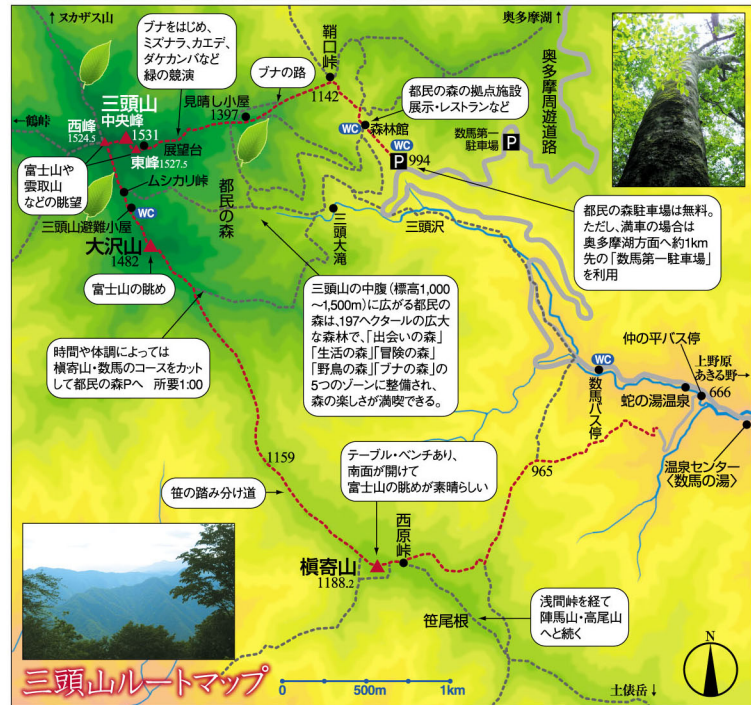 ↑ヌカザス山
奥多摩湖↑
ブナをはじめ、
ミズナラ、カエデ、
ダケカンバなど
緑の競演
ブナの路
鞘口峠
1142
奥多摩周遊道路
見晴し小屋
1397
都民の森の拠点施設
展示・レストランなど
三頭山
中央峰
1531
←鶴峠
西峰
1524.5
展望台
東峰1527.5
WC
森林館
WC
P
994
数馬第一
駐車場
P
富士山や
雲取山
などの眺望
ムシカリ峠
都民の森
三頭山避難小屋
WC
三頭大滝
三頭沢
都民の森駐車場は無料。
ただし、満車の場合は
奥多摩湖方面へ約1km
先の「数馬第一駐車場」
を利用
大沢山
1482
富士山の眺め
三頭山の中腹(標高1,000
〜1,500m)に広がる都民の
森は、197ヘクタールの広大
な森林で、「出会いの森」
「生活の森」「冒険の森」
「野鳥の森」「ブナの森」の
5つのゾーンに整備され、
森の楽しさが満喫できる。
時間や体調によっては
槇寄山・数馬のコースをカット
して都民の森Pへ 所要1:00
仲の平バス停
WC
上野原
あきる野→
数馬バス停
蛇の湯温泉
666
温泉センター
〈数馬の湯〉
1159
テーブル・ベンチあり、
南面が開けて
富士山の眺めが素晴らしい
965
笹の踏み分け道
西原峠
槇寄山
1188.2
笹尾根
浅間峠を経て
陣馬山・高尾山
へと続く
N
三頭山ルートマップ
0
500m
1km
土俵岳↓